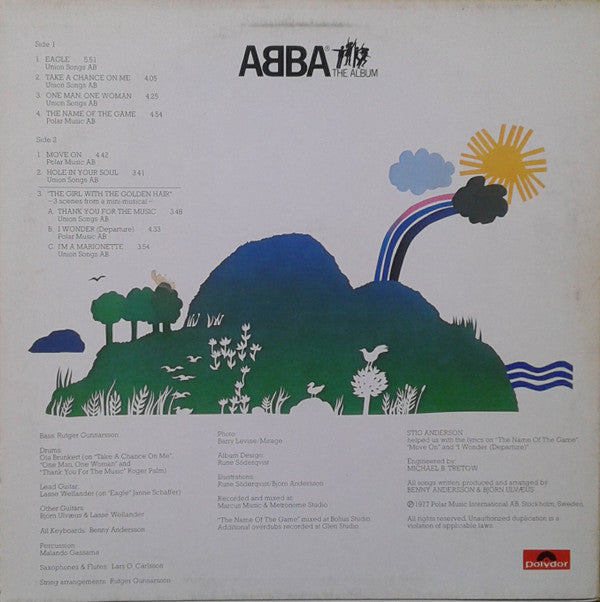 ABBA®
THE ALBUM
Side 1
1. EAGLE 5.51
Union Songs AB
2. TAKE A CHANCE ON ME 4.05
Union Songs AB
3. ONE MAN, ONE WOMAN 4.25
Union Songs AB
4. THE NAME OF THE GAME 4.54
Polar Music AB
Side 2
1. MOVE ON 4.42
Polar Music AB
2. HOLE IN YOUR SOUL 3.41
Union Songs AB
3. "THE GIRL WITH THE GOLDEN HAIR"
– 3 scenes from a mini-musical –
A. THANK YOU FOR THE MUSIC 3.48
Union Songs AB
B. I WONDER (Departure) 4.33
Polar Music AB
C. I'M A MARIONETTE 3.54
Union Songs AB
Bass: Rutger Gunnarsson
Drums:
Ola Brunkert (on "Take A Chance On Me",
"One Man, One Woman" and
"Thank You For The Music" Roger Palm)
Lead Guitar:
Lasse Wellander (on "Eagle" Janne Schaffer)
Other Guitars:
Björn Ulvæus & Lasse Wellander
All Keyboards: Benny Andersson
Percussion:
Malando Gassama
Saxophones & Flutes: Lars O. Carlsson
String arrangements: Rutger Gunnarsson
Photo:
Barry Levine/Mirage
Album Design:
Rune Söderqvist
Illustrations:
Rune Söderqvist/Björn Andersson
Recorded and mixed at:
Marcus Music & Metronome Studio
"The Name Of The Game" mixed at Bohus Studio.
Additional overdubs recorded at Glen Studio
STIG ANDERSON
helped us with the lyrics on "The Name Of The Game"
"Move On" and "I Wonder (Departure)"
Engineered by
MICHAEL B. TRETOW
All songs written, produced and arranged by
BENNY ANDERSSON & BJÖRN ULVÆUS
Ⓟ 1977 Polar Music International AB, Stockholm, Sweden.
All rights reserved. Unauthorized duplication is a
violation of applicable laws.
Polydor